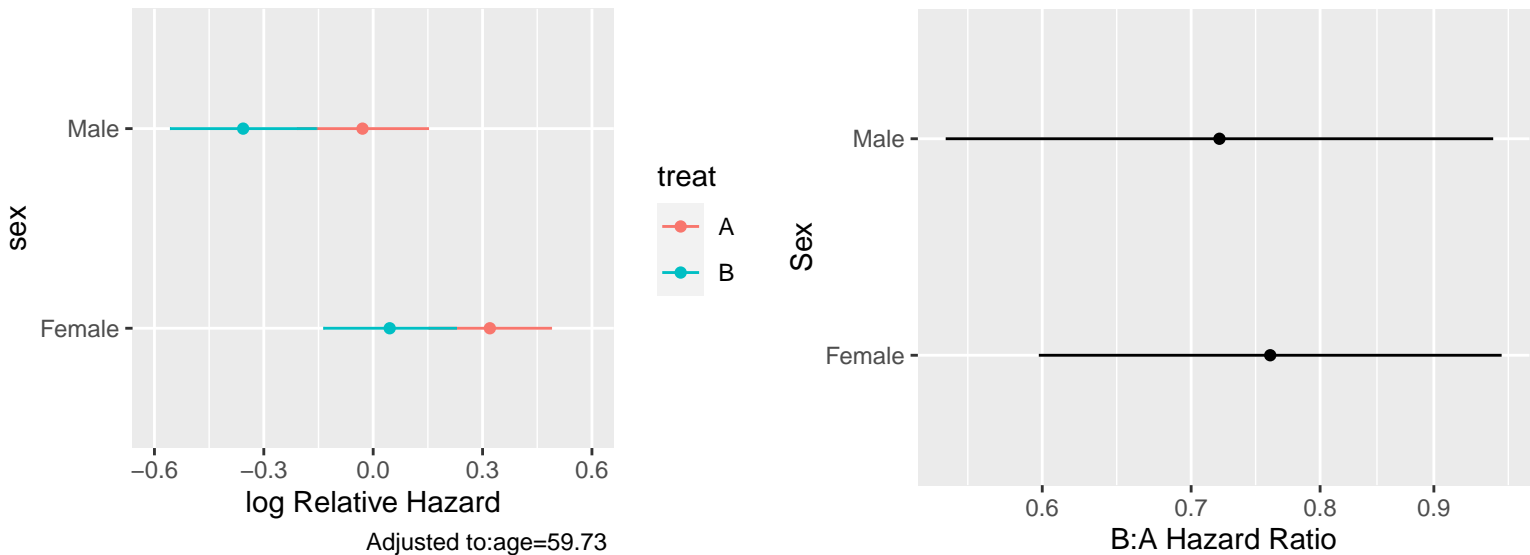 Male
Female
sex
−0.6 −0.3 0.0 0.3 0.6
log Relative Hazard
Adjusted to:age=59.73
treat
A
B
Male
Female
Sex
0.6 0.7 0.8 0.9
B:A Hazard Ratio